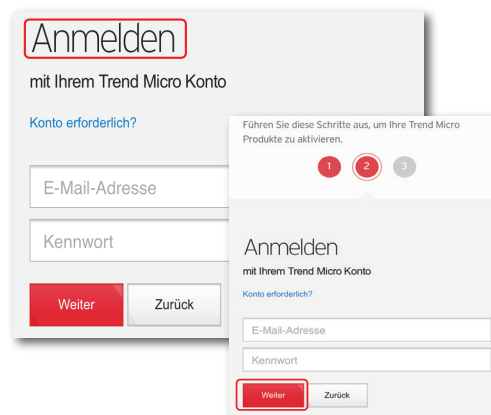 Anmelden
mit Ihrem Trend Micro Konto
Konto erforderlich?
E-Mail-Adresse
Kennwort
Weiter Zurück
Führen Sie diese Schritte aus, um Ihre Trend Micro
Produkte zu aktivieren.
1 2 3
Anmelden
mit Ihrem Trend Micro Konto
Konto erforderlich?
E-Mail-Adresse
Kennwort
Weiter Zurück